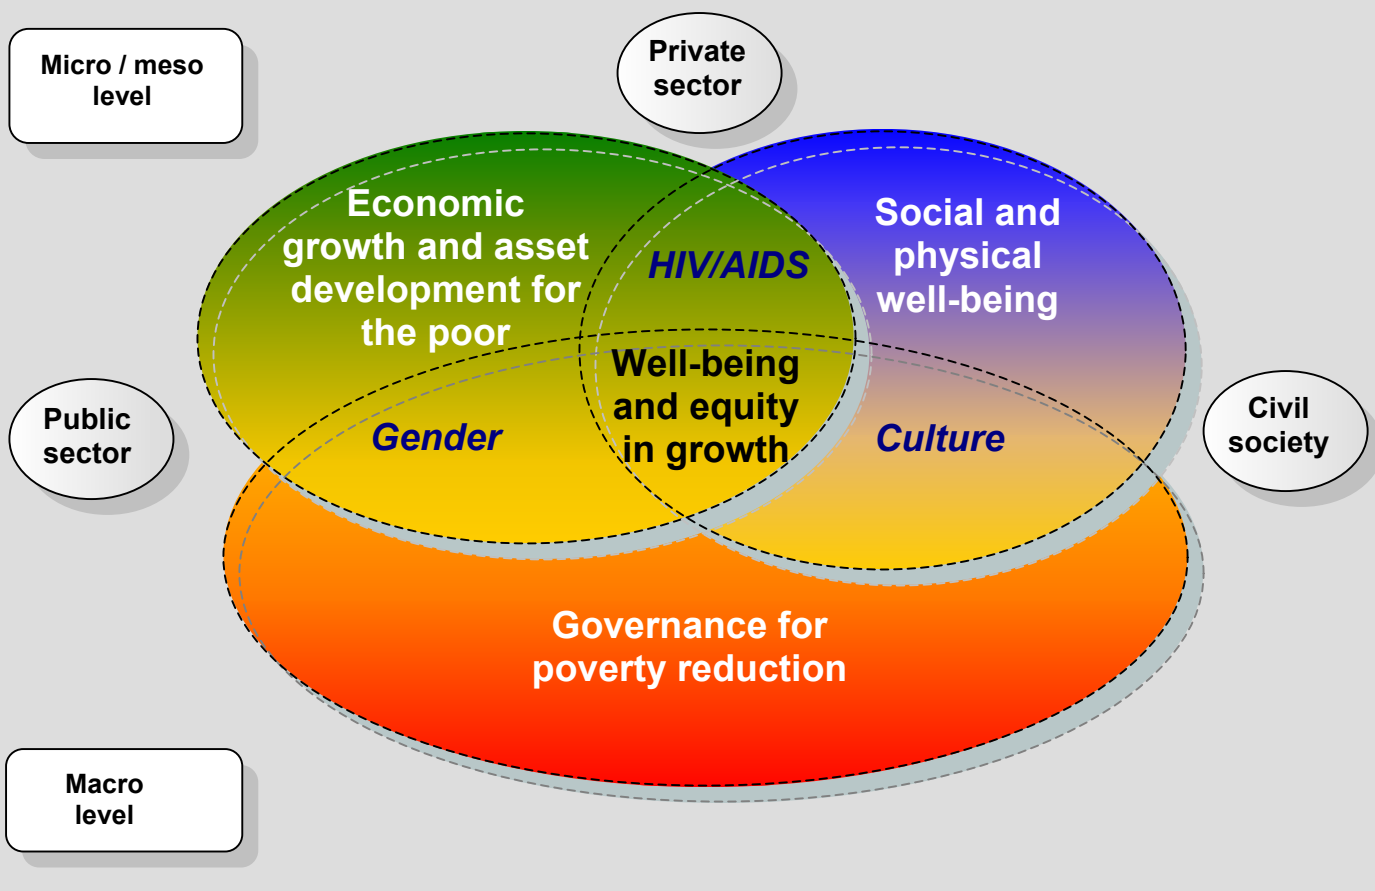 Micro / meso
level
Private
sector
Economic
growth and asset
development for
the poor
HIV/AIDS
Social and
physical
well-being
Well-being
and equity
in growth
Public
sector
Gender
Culture
Civil
society
Governance for
poverty reduction
Macro
level